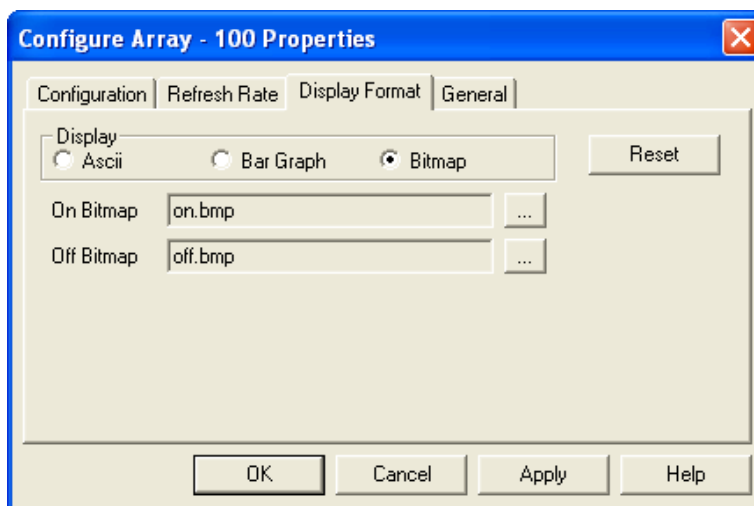 Configure Array - 100 Properties
Configuration Refresh Rate Display Format General
Display
Ascii Bar Graph Bitmap Reset
On Bitmap on.bmp ...
Off Bitmap off.bmp ...
OK Cancel Apply Help